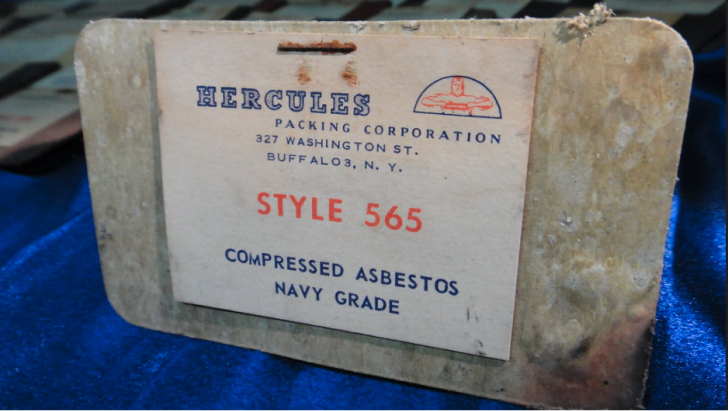 HERCULES
PACKING CORPORATION
327 WASHINGTON ST.
BUFFALO3, N. Y.
STYLE 565
COMPRESSED ASBESTOS
NAVY GRADE